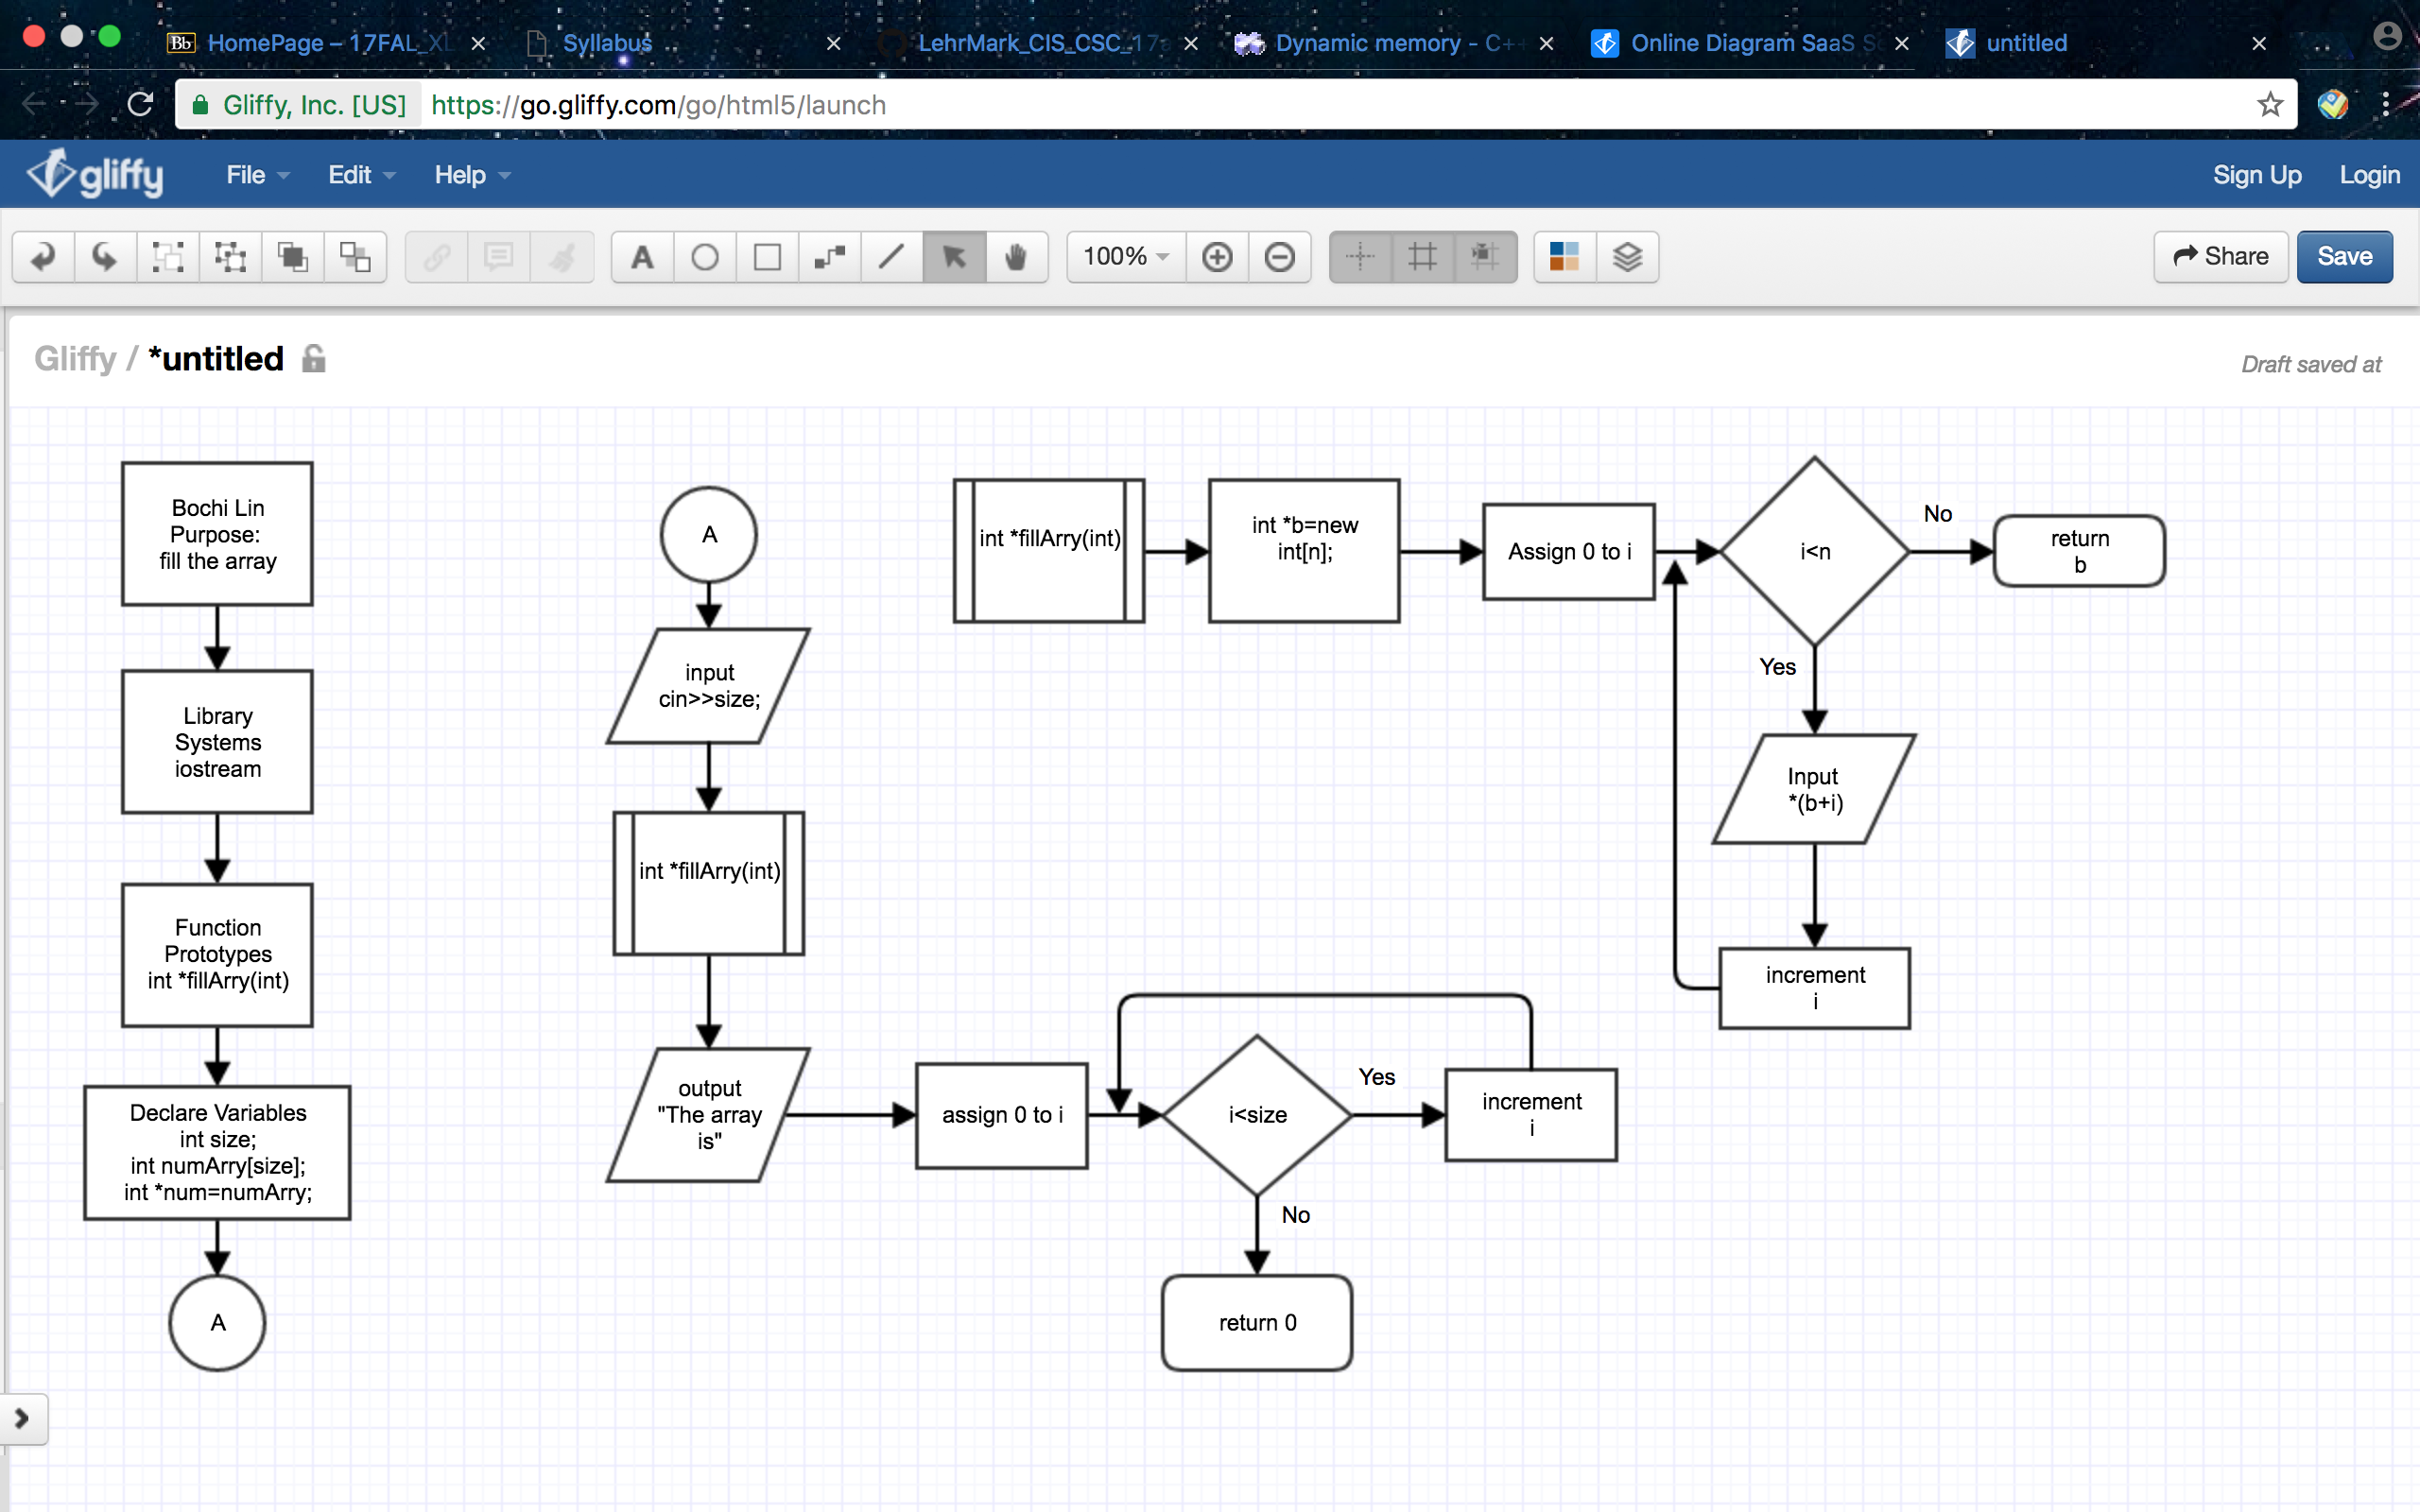 Bb HomePage – 17FAL_XL
Syllabus
LehrMark_CIS_CSC_17a
Dynamic memory - C++
Online Diagram SaaS S
untitled
Gliffy, Inc. [US]
https://go.gliffy.com/go/html5/launch
gliffy
File
Edit
Help
Sign Up
Login
A
100%
Share
Save
Gliffy / *untitled
Draft saved at
Bochi Lin
Purpose:
fill the array
Library
Systems
iostream
Function
Prototypes
int *fillArry(int)
Declare Variables
int size;
int numArry[size];
int *num=numArry;
A
A
input
cin>>size;
int *fillArry(int)
output
"The array
is"
assign 0 to i
i<size
Yes
increment
i
No
return 0
int *fillArry(int)
int *b=new
int[n];
Assign 0 to i
i<n
No
return
b
Yes
Input
*(b+i)
increment
i